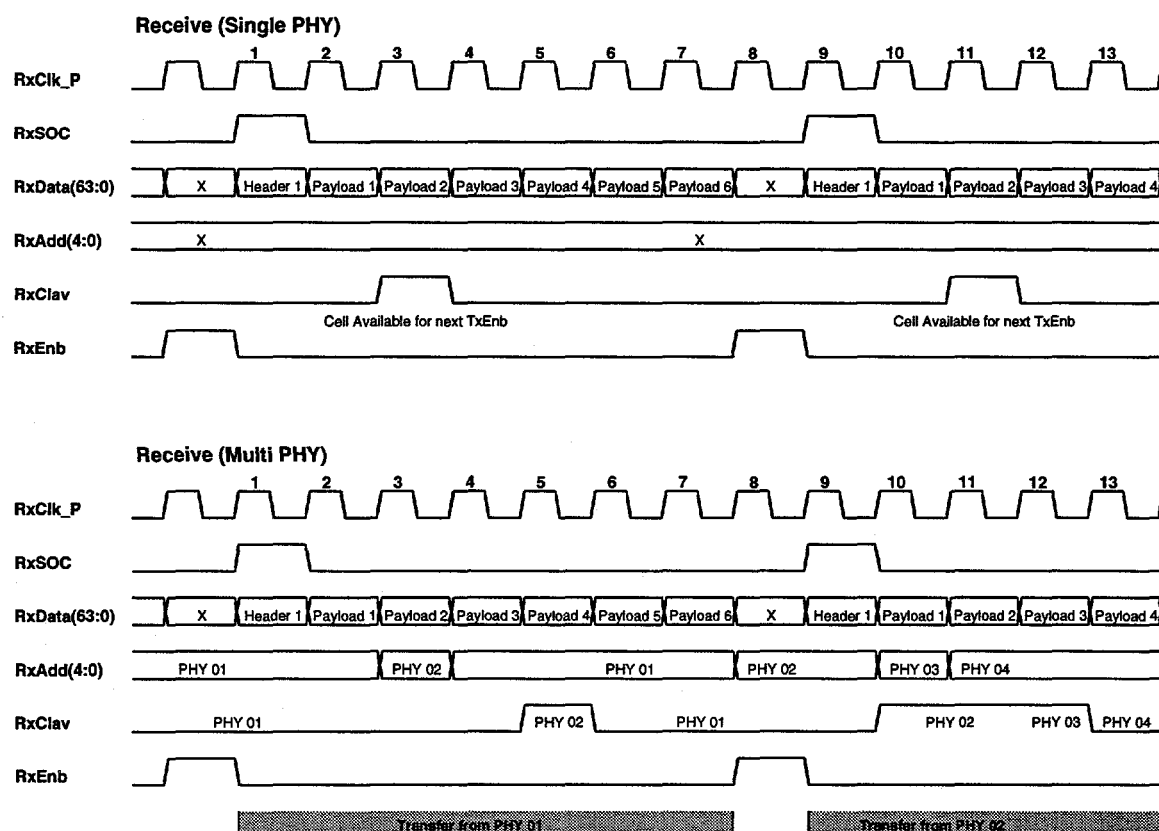 Receive (Single PHY)
1 2 3 4 5 6 7 8 9 10 11 12 13
RxClk_P
RxSOC
RxData(63:0) X Header 1 Payload 1 Payload 2 Payload 3 Payload 4 Payload 5 Payload 6 X Header 1 Payload 1 Payload 2 Payload 3 Payload 4
RxAdd(4:0) X X
RxClav
Cell Available for next TxEnb Cell Available for next TxEnb
RxEnb
Receive (Multi PHY)
1 2 3 4 5 6 7 8 9 10 11 12 13
RxClk_P
RxSOC
RxData(63:0) X Header 1 Payload 1 Payload 2 Payload 3 Payload 4 Payload 5 Payload 6 X Header 1 Payload 1 Payload 2 Payload 3 Payload 4
RxAdd(4:0) PHY 01 PHY 02 PHY 01 PHY 02 PHY 03 PHY 04
RxClav PHY 01 PHY 02 PHY 01 PHY 02 PHY 03 PHY 04
RxEnb
Transfer from PHY 01 Transfer from PHY 02